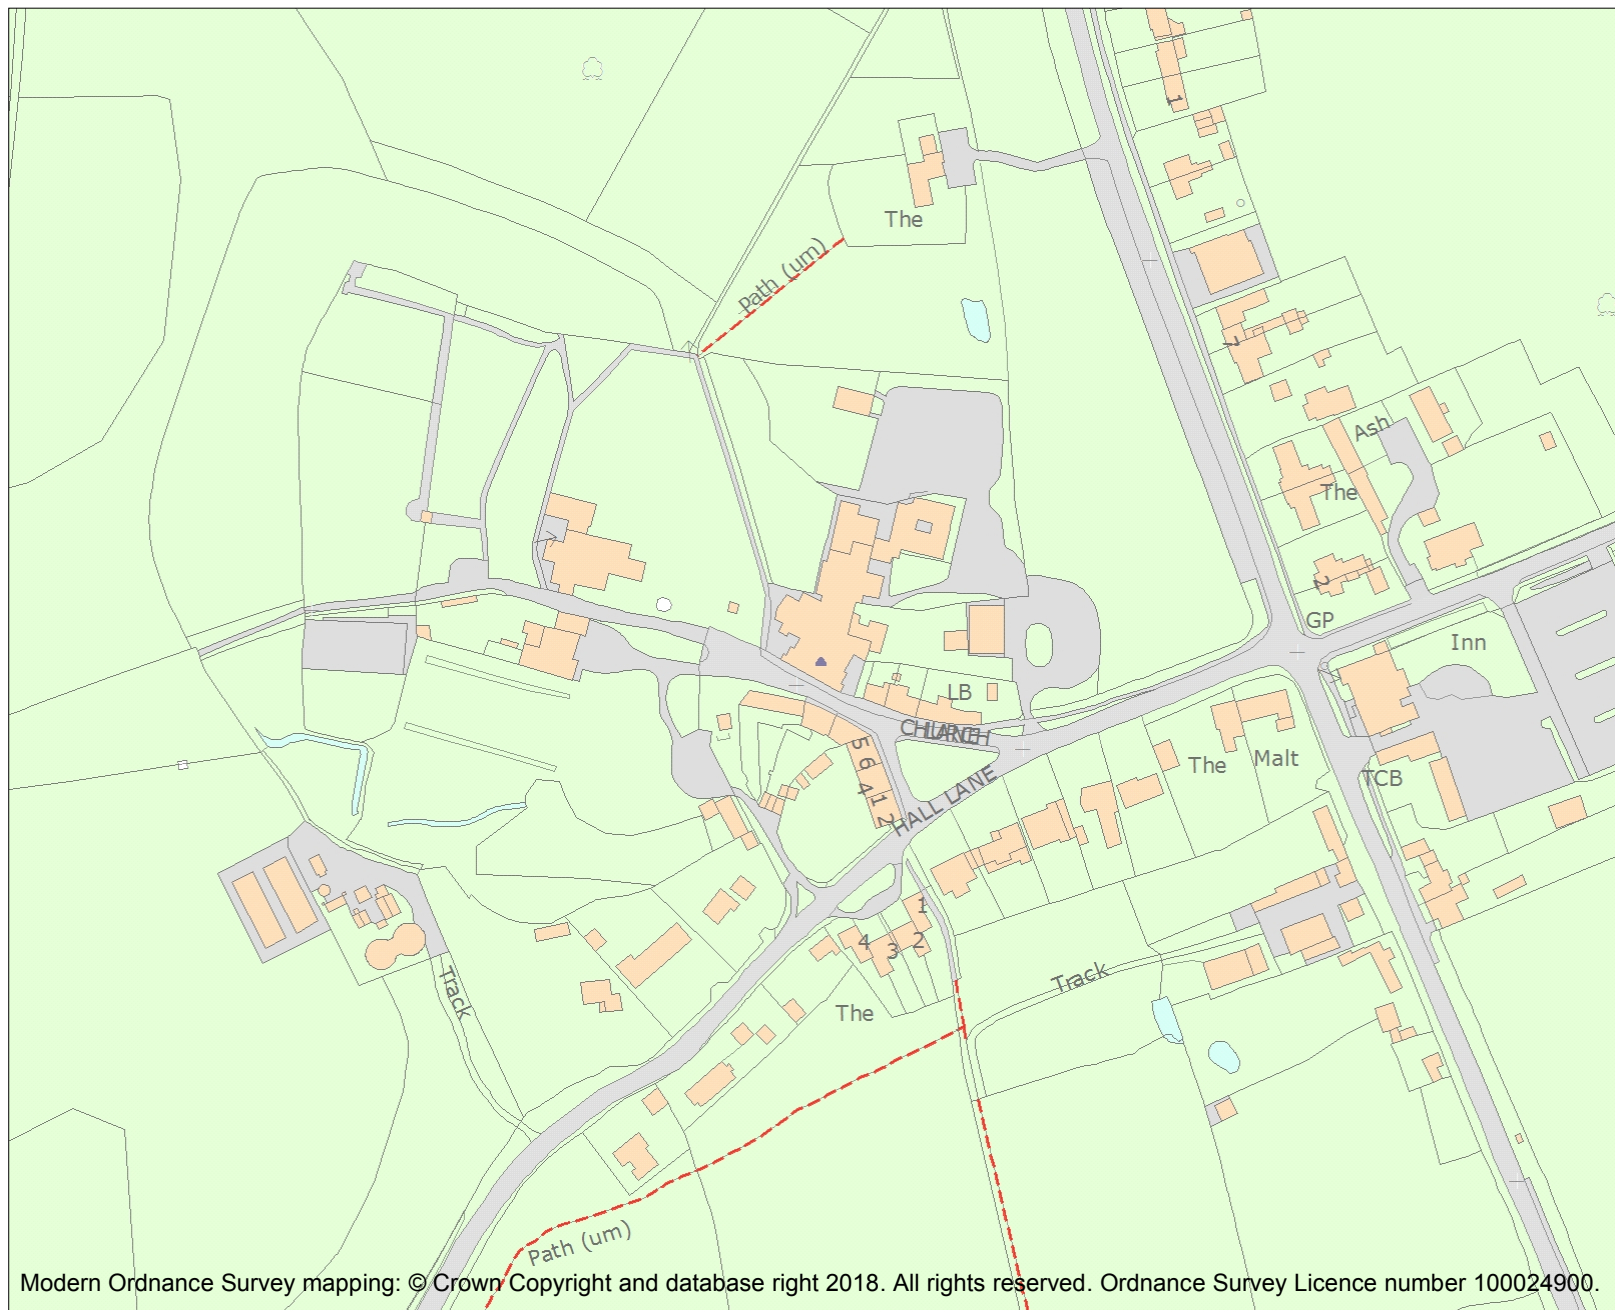 1
The
Path (um)
7
Ash
The
2
GP
Inn
LB
CHURCH
5
6
4
1
2
HALL LANE
The
Malt
TCB
1
2
3
4
The
Track
Track
Path (um)
Modern Ordnance Survey mapping: © Crown Copyright and database right 2018. All rights reserved. Ordnance Survey Licence number 100024900.